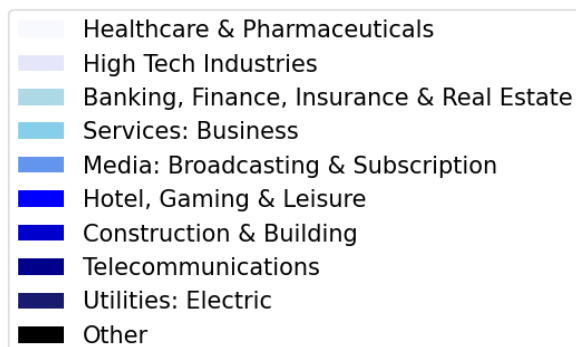 Healthcare & Pharmaceuticals
High Tech Industries
Banking, Finance, Insurance & Real Estate
Services: Business
Media: Broadcasting & Subscription
Hotel, Gaming & Leisure
Construction & Building
Telecommunications
Utilities: Electric
Other